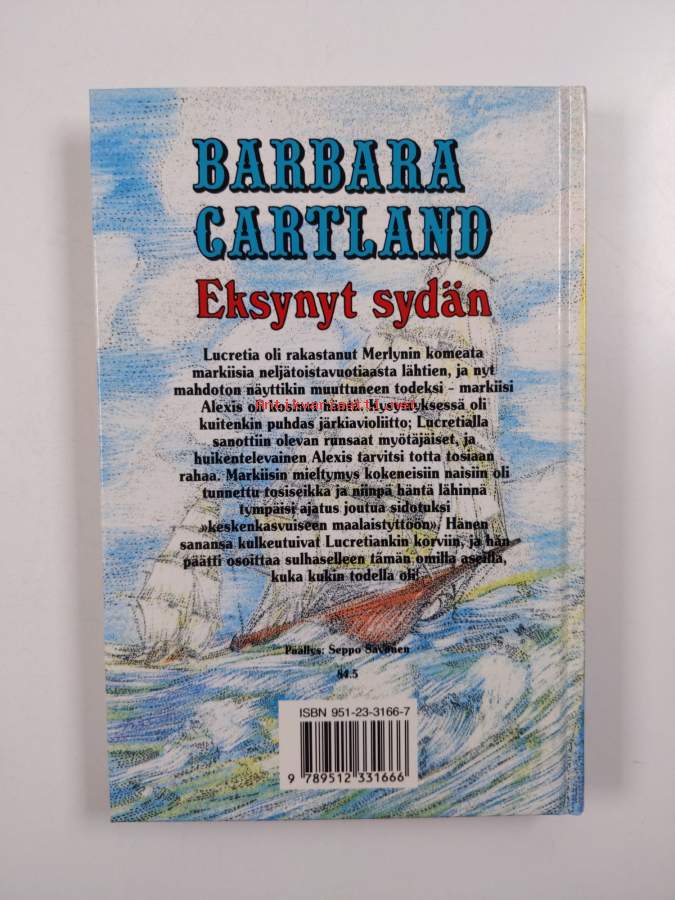 BARBARA
CARTLAND
Eksynyt sydän
Lucretia oli rakastanut Merlynin komeata
markiisia neljätoistavuotiaasta lähtien, ja nyt
mahdoton näyttikin muuttuneen todeksi – markiisi
Alexis oli kosinut häntä. Kysymyksessä oli
kuitenkin puhdas järkiavioliitto; Lucretialla
sanottiin olevan runsaat myötäjäiset, ja
huikentelevainen Alexis tarvitsi totta tosiaan
rahaa. Markiisin mieltymys kokeneisiin naisiin oli
tunnettu tosiseikka ja niinpä häntä lähinnä
tympäisi ajatus joutua sidotuksi
»keskenkasvuiseen maalaistyttöön». Hänen
sanansa kulkeutuivat Lucretiankin korviin, ja hän
päätti osoittaa sulhaselleen tämän omilla aseilla,
kuka kukin todella oli!
Päällys: Seppo Savonen
84.5
ISBN 951-23-3166-7
9 789512 331666